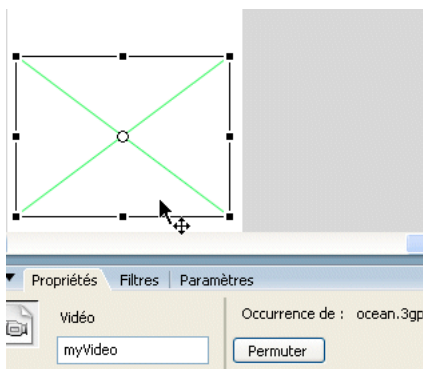 Propriétés Filtres Paramètres
Vidéo Occurrence de : ocean.3gp
myVideo Permuter